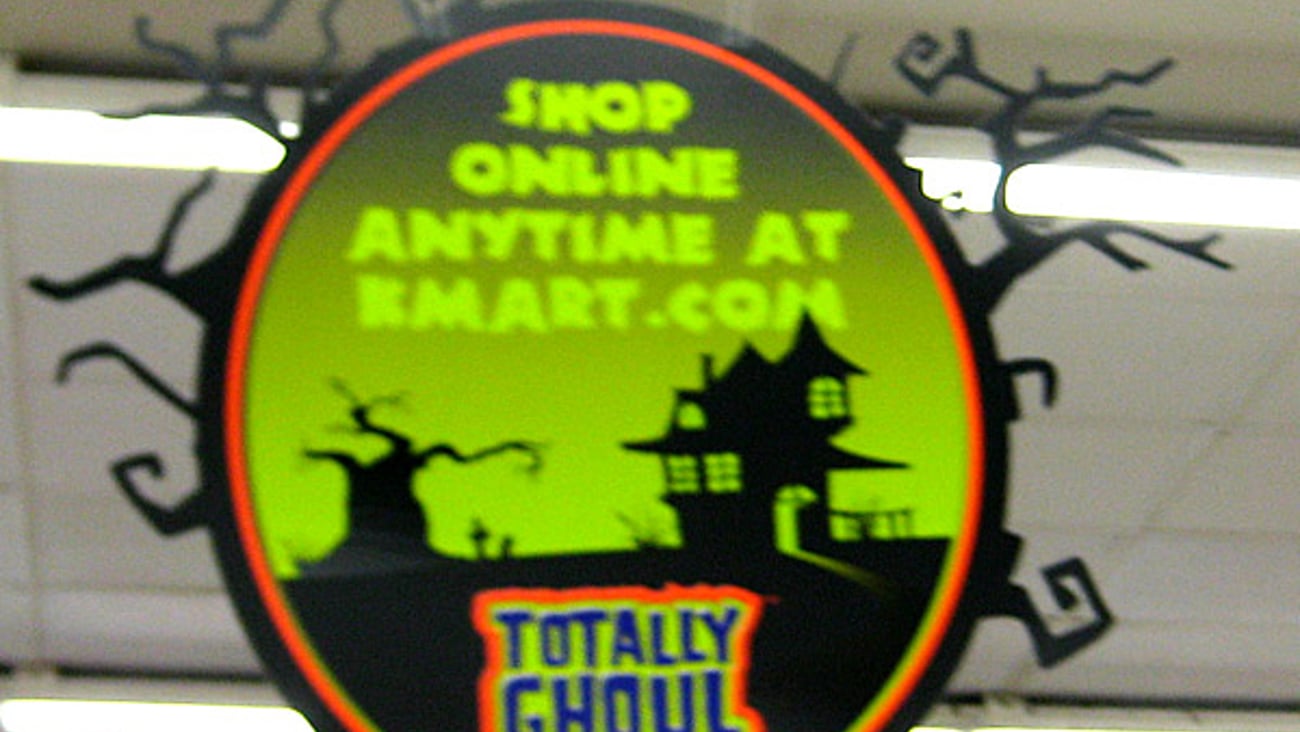 SHOP
ONLINE
ANYTIME AT
KMART.COM
TOTALLY
GHOUL